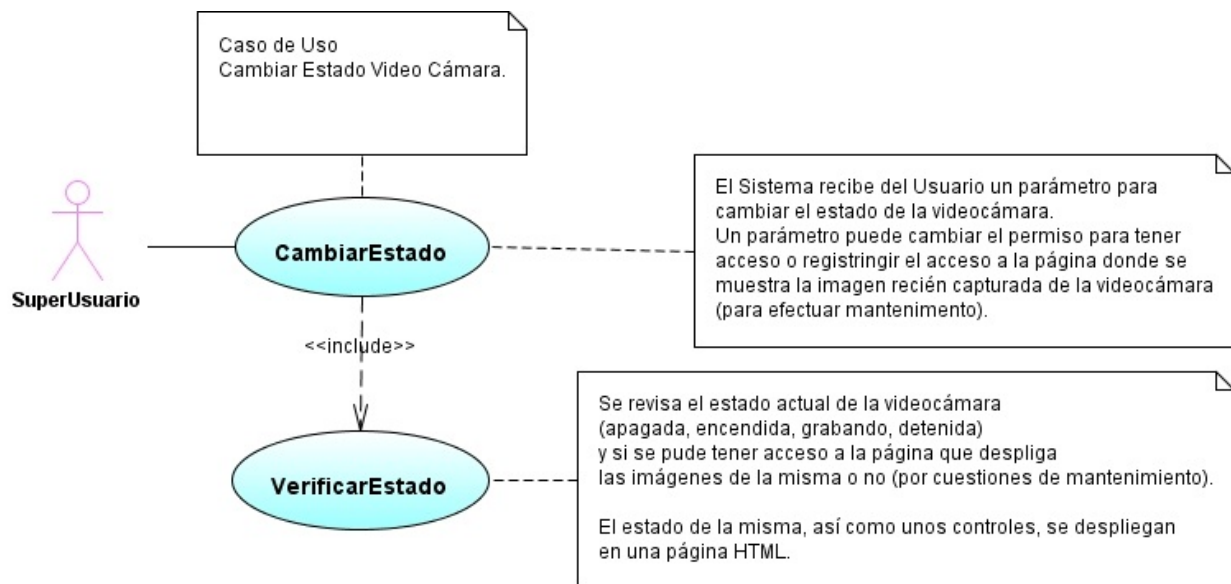 Caso de Uso
Cambiar Estado Video Cámara.
El Sistema recibe del Usuario un parámetro para
cambiar el estado de la videocámara.
Un parámetro puede cambiar el permiso para tener
acceso o registringir el acceso a la página donde se
muestra la imagen recién capturada de la videocámara
(para efectuar mantenimento).
CambiarEstado
SuperUsuario
<<include>>
Se revisa el estado actual de la videocámara
(apagada, encendida, grabando, detenida)
y si se pude tener acceso a la página que despliga
las imágenes de la misma o no (por cuestiones de mantenimiento).
El estado de la misma, así como unos controles, se despliegan
en una página HTML.
VerificarEstado